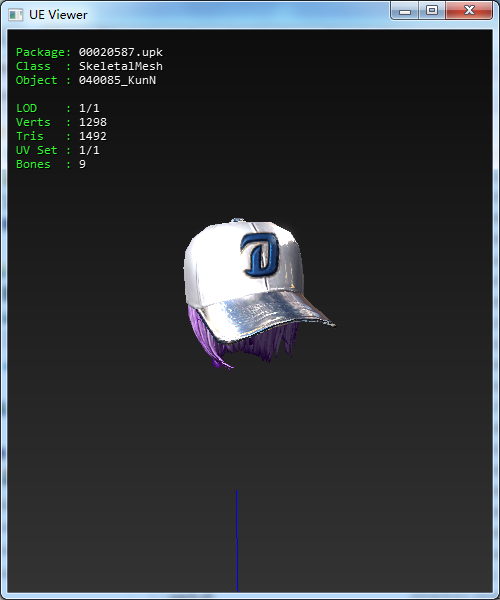 UE Viewer
Package: 00020587.upk
Class  : SkeletalMesh
Object : 040085_KunN
LOD    : 1/1
Verts  : 1298
Tris   : 1492
UV Set : 1/1
Bones  : 9
D